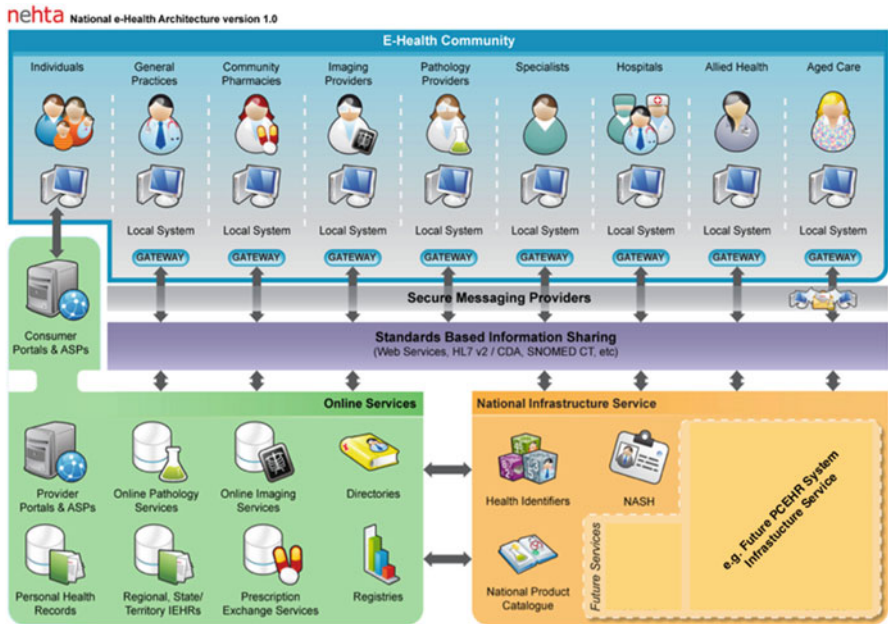 nehta National e-Health Architecture version 1.0
E-Health Community
Individuals
General
Practices
Community
Pharmacies
Imaging
Providers
Pathology
Providers
Specialists
Hospitals
Allied Health
Aged Care
Local System
Local System
Local System
Local System
Local System
Local System
Local System
Local System
GATEWAY
GATEWAY
GATEWAY
GATEWAY
GATEWAY
GATEWAY
GATEWAY
GATEWAY
Secure Messaging Providers
Consumer
Portals & ASPs
Standards Based Information Sharing
(Web Services, HL7 v2 / CDA, SNOMED CT, etc)
Online Services
Provider
Portals & ASPs
Online Pathology
Services
Online Imaging
Services
Directories
Personal Health
Records
Regional, State/
Territory IEHRs
Prescription
Exchange Services
Registries
National Infrastructure Service
Health Identifiers
NASH
National Product
Catalogue
Future Services
e.g. Future PCEHR System
Infrastucture Service